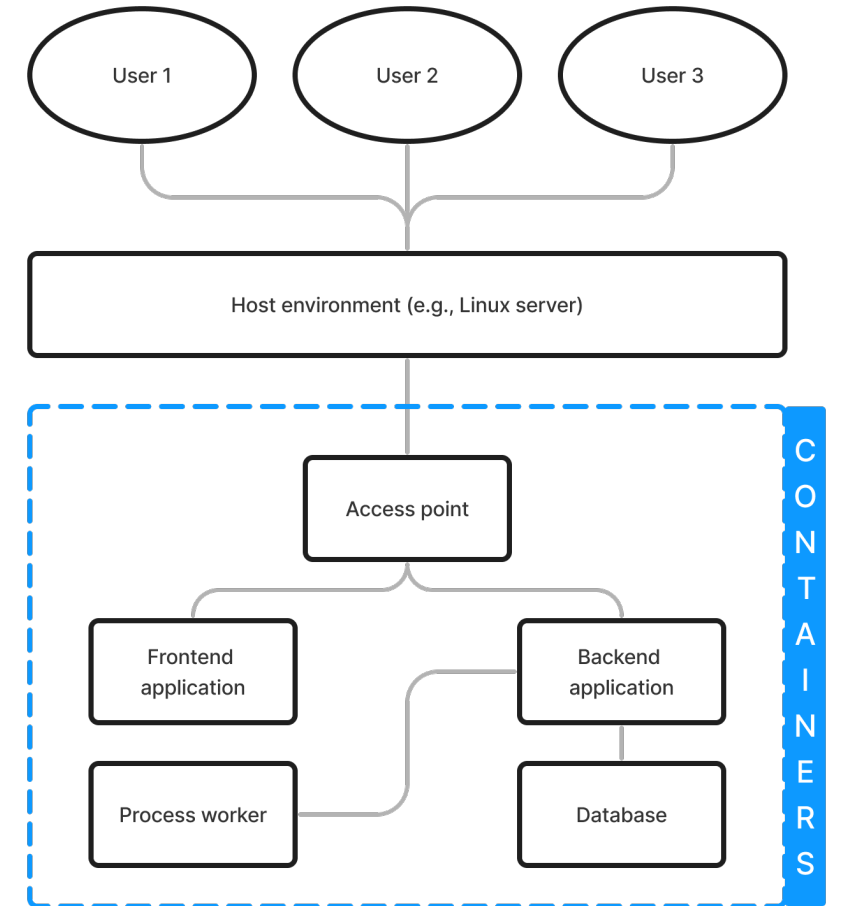 User 1
User 2
User 3
Host environment (e.g., Linux server)
Access point
Frontend
application
Backend
application
Process worker
Database
CONTAINERS